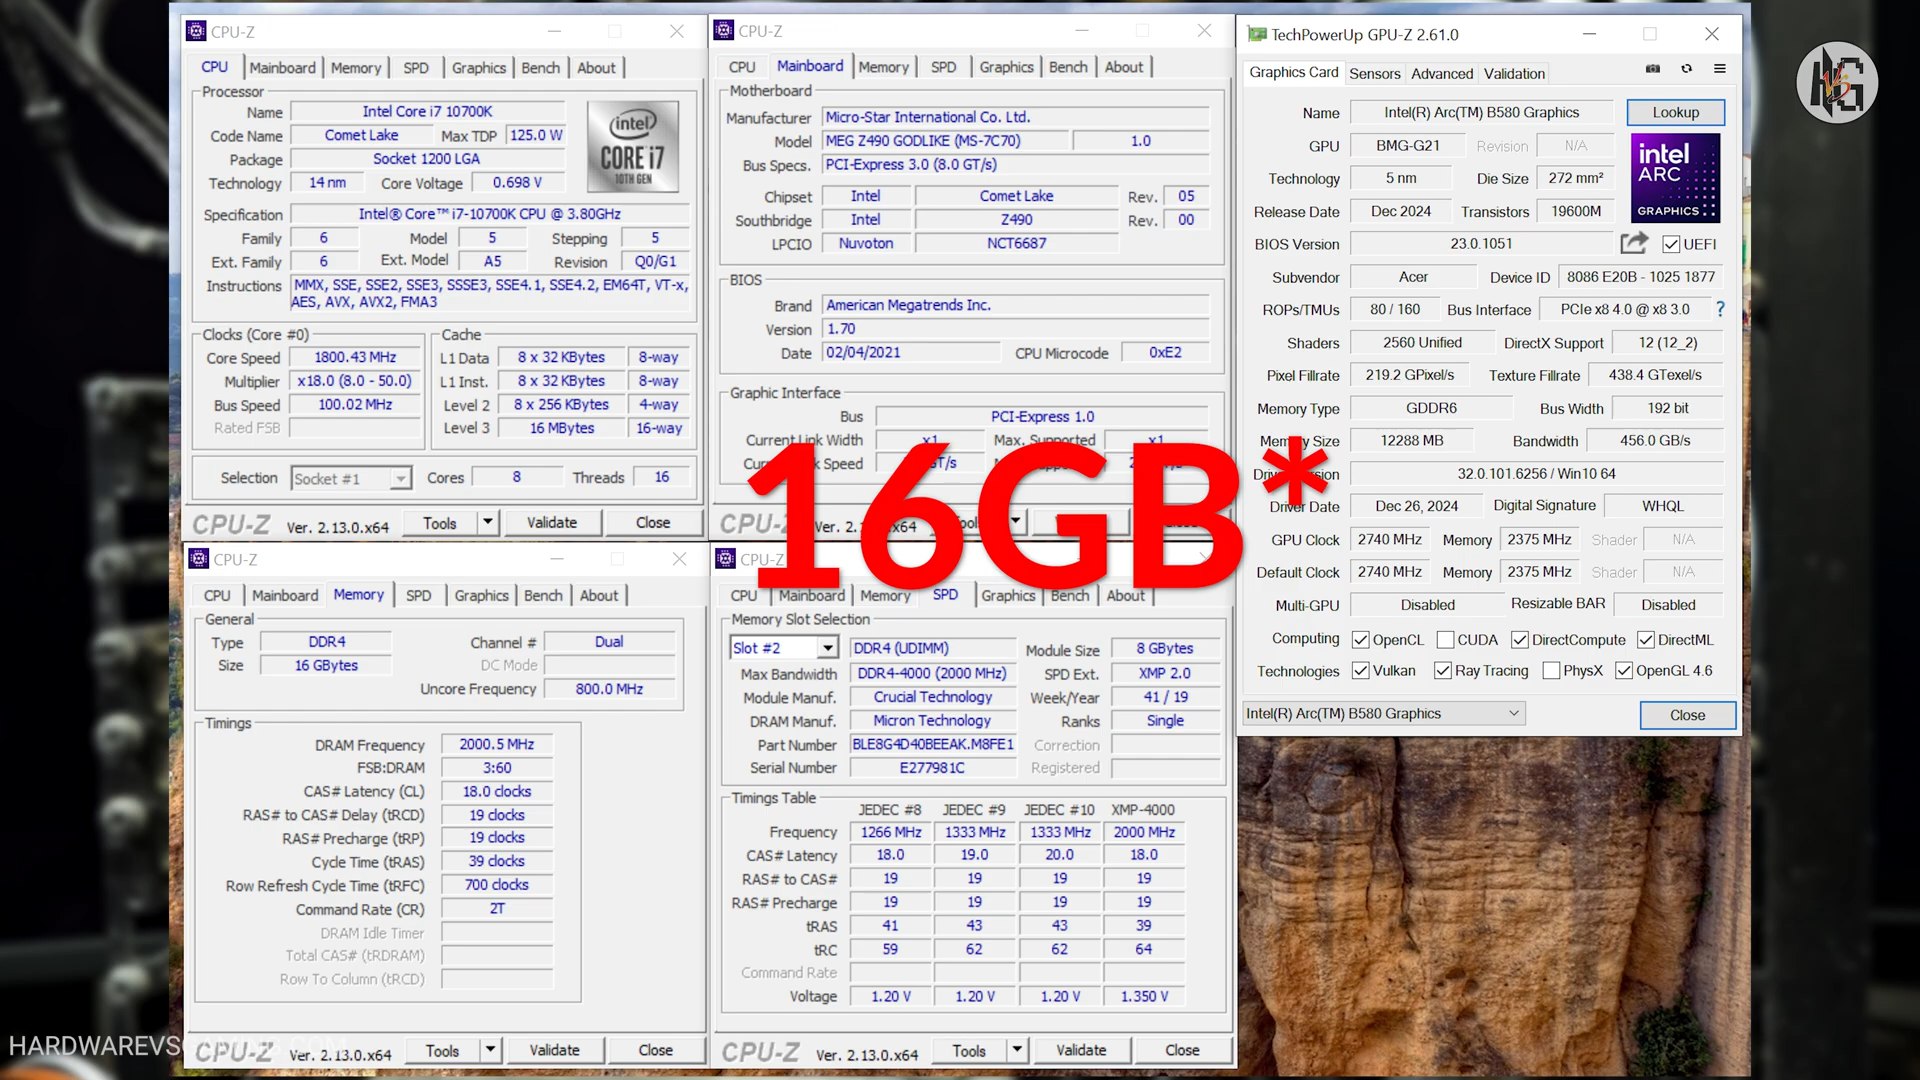 CPU-Z
CPU Mainboard Memory SPD Graphics Bench About
Processor
Name Intel Core i7 10700K
Code Name Comet Lake Max TDP 125.0 W
Package Socket 1200 LGA
Technology 14 nm Core Voltage 0.698 V
intel
CORE i7
10TH GEN
Specification Intel® Core™ i7-10700K CPU @ 3.80GHz
Family 6 Model 5 Stepping 5
Ext. Family 6 Ext. Model A5 Revision Q0/G1
Instructions MMX, SSE, SSE2, SSE3, SSSE3, SSE4.1, SSE4.2, EM64T, VT-x,
AES, AVX, AVX2, FMA3
Clocks (Core #0)
Core Speed 1800.43 MHz
Multiplier x18.0 (8.0 - 50.0)
Bus Speed 100.02 MHz
Rated FSB
Cache
L1 Data 8 x 32 KBytes 8-way
L1 Inst. 8 x 32 KBytes 8-way
Level 2 8 x 256 KBytes 4-way
Level 3 16 MBytes 16-way
Selection Socket #1 Cores 8 Threads 16
CPU-Z Ver. 2.13.0.x64 Tools Validate Close
CPU-Z
CPU Mainboard Memory SPD Graphics Bench About
Motherboard
Manufacturer Micro-Star International Co. Ltd.
Model MEG Z490 GODLIKE (MS-7C70) 1.0
Bus Specs. PCI-Express 3.0 (8.0 GT/s)
Chipset Intel Comet Lake Rev. 05
Southbridge Intel Z490 Rev. 00
LPCIO Nuvoton NCT6687
BIOS
Brand American Megatrends Inc.
Version 1.70
Date 02/04/2021 CPU Microcode 0xE2
Graphic Interface
Bus PCI-Express 1.0
Current Link Width x1 Max. Supported x1
16GB*
TechPowerUp GPU-Z 2.61.0
Graphics Card Sensors Advanced Validation
Name Intel(R) Arc(TM) B580 Graphics Lookup
GPU BMG-G21 Revision N/A
Technology 5 nm Die Size 272 mm²
Release Date Dec 2024 Transistors 19600M
intel
ARC
GRAPHICS
BIOS Version 23.0.1051 UEFI
Subvendor Acer Device ID 8086 E20B - 1025 1877
ROPs/TMUs 80 / 160 Bus Interface PCIe x8 4.0 @ x8 3.0 ?
Shaders 2560 Unified DirectX Support 12 (12_2)
Pixel Fillrate 219.2 GPixel/s Texture Fillrate 438.4 GTexel/s
Memory Type GDDR6 Bus Width 192 bit
Memory Size 12288 MB Bandwidth 456.0 GB/s
32.0.101.6256 / Win10 64
Driver Date Dec 26, 2024 Digital Signature WHQL
GPU Clock 2740 MHz Memory 2375 MHz Shader N/A
Default Clock 2740 MHz Memory 2375 MHz Shader N/A
Multi-GPU Disabled Resizable BAR Disabled
Computing OpenCL CUDA DirectCompute DirectML
Technologies Vulkan Ray Tracing PhysX OpenGL 4.6
Intel(R) Arc(TM) B580 Graphics Close
CPU-Z
CPU Mainboard Memory SPD Graphics Bench About
General
Type DDR4 Channel # Dual
Size 16 GBytes DC Mode
Uncore Frequency 800.0 MHz
Timings
DRAM Frequency 2000.5 MHz
FSB:DRAM 3:60
CAS# Latency (CL) 18.0 clocks
RAS# to CAS# Delay (tRCD) 19 clocks
RAS# Precharge (tRP) 19 clocks
Cycle Time (tRAS) 39 clocks
Row Refresh Cycle Time (tRFC) 700 clocks
Command Rate (CR) 2T
DRAM Idle Timer
Total CAS# (tRDRAM)
Row To Column (tRCD)
CPU-Z Ver. 2.13.0.x64 Tools Validate Close
CPU-Z
CPU Mainboard Memory SPD Graphics Bench About
Memory Slot Selection
Slot #2 DDR4 (UDIMM) Module Size 8 GBytes
Max Bandwidth DDR4-4000 (2000 MHz) SPD Ext. XMP 2.0
Module Manuf. Crucial Technology Week/Year 41 / 19
DRAM Manuf. Micron Technology Ranks Single
Part Number BLE8G4D40BEEAK.M8FE1 Correction
Serial Number E277981C Registered
Timings Table
JEDEC #8 JEDEC #9 JEDEC #10 XMP-4000
Frequency 1266 MHz 1333 MHz 1333 MHz 2000 MHz
CAS# Latency 18.0 19.0 20.0 18.0
RAS# to CAS# 19 19 19 19
RAS# Precharge 19 19 19 19
tRAS 41 43 43 39
tRC 59 62 62 64
Command Rate
Voltage 1.20 V 1.20 V 1.20 V 1.350 V
CPU-Z Ver. 2.13.0.x64 Tools Validate Close